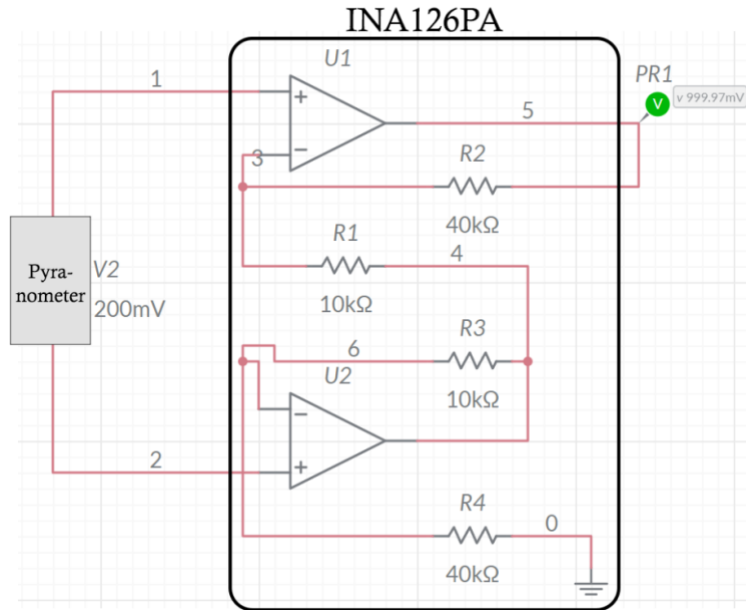 INA126PA
U1
PR1
1
+
V
v 999.97mV
5
−
3
R2
40kΩ
R1
4
Pyra-
nometer
V2
200mV
10kΩ
R3
6
U2
10kΩ
−
2
+
R4
0
40kΩ